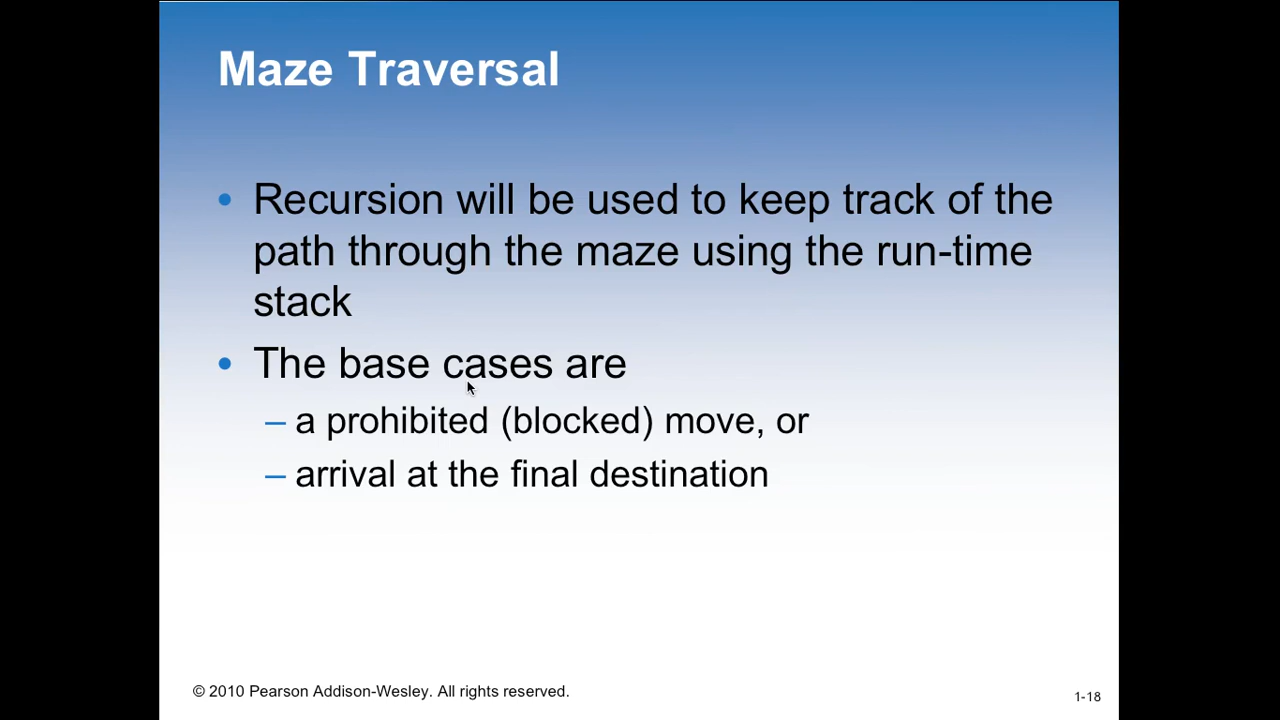 Maze Traversal
• Recursion will be used to keep track of the
path through the maze using the run-time
stack
• The base cases are
– a prohibited (blocked) move, or
– arrival at the final destination
© 2010 Pearson Addison-Wesley. All rights reserved.
1-18